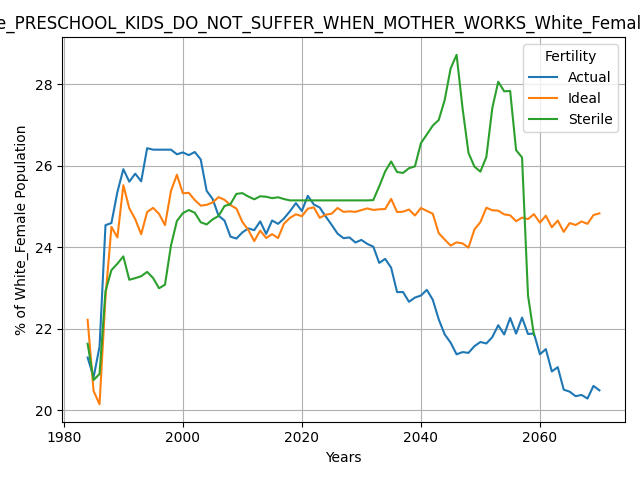 e_PRESCHOOL_KIDS_DO_NOT_SUFFER_WHEN_MOTHER_WORKS_White_Femal
Fertility
Actual
Ideal
Sterile
% of White_Female Population
28
26
24
22
20
1980
2000
2020
2040
2060
Years